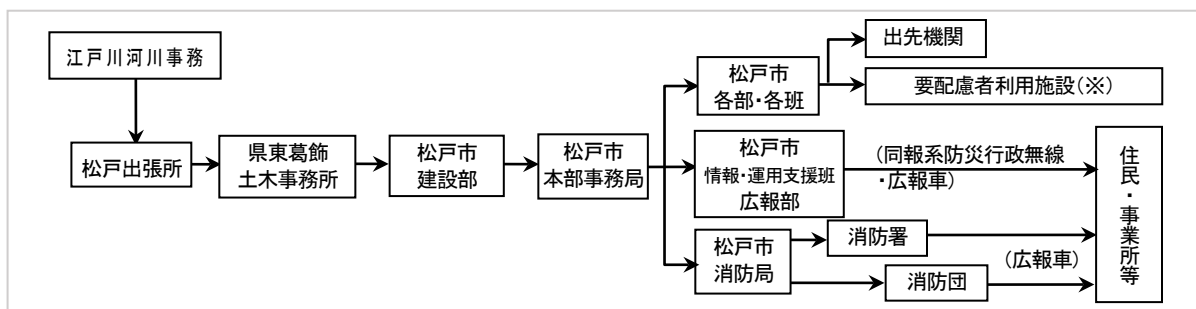 江戸川河川事務
松戸出張所
県東葛飾
土木事務所
松戸市
建設部
松戸市
本部事務局
松戸市
各部・各班
出先機関
要配慮者利用施設(※)
松戸市
情報・運用支援班
広報部
(同報系防災行政無線
・広報車)
松戸市
消防局
消防署
消防団
(広報車)
住民・事業所等